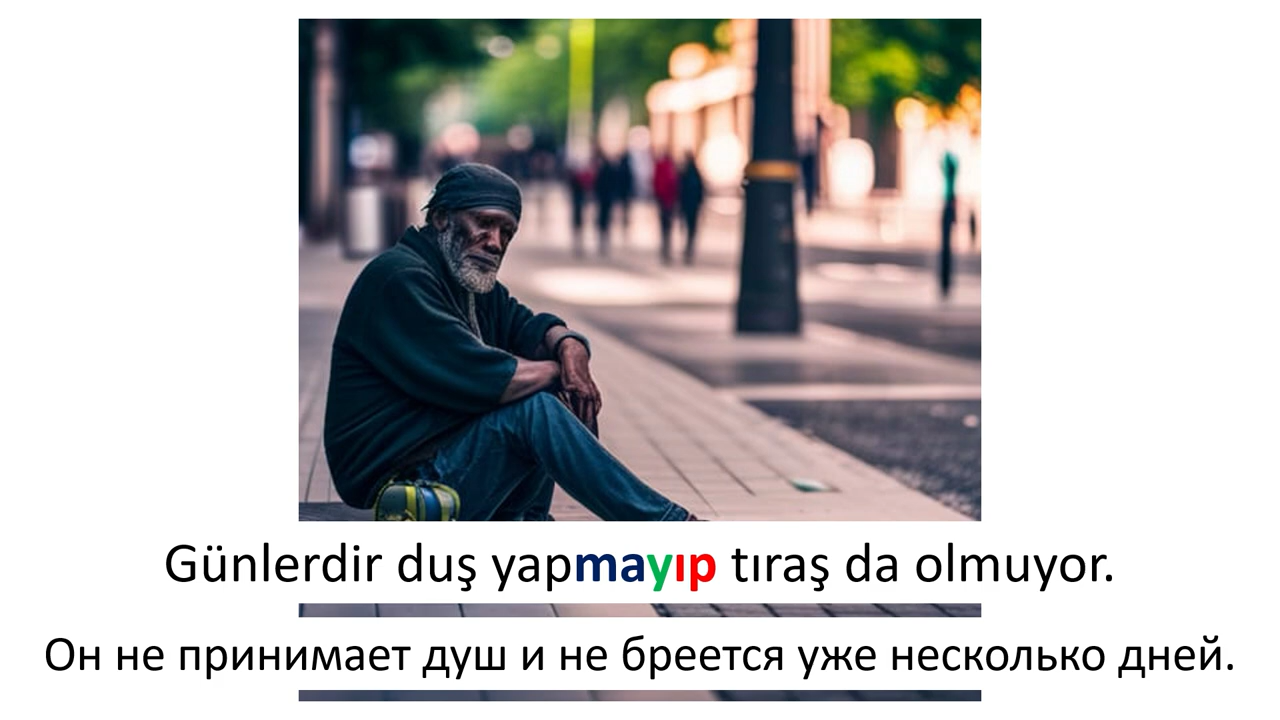 Günlerdir duş yapmayıp tıraş da olmuyor.
Он не принимает душ и не бреется уже несколько дней.